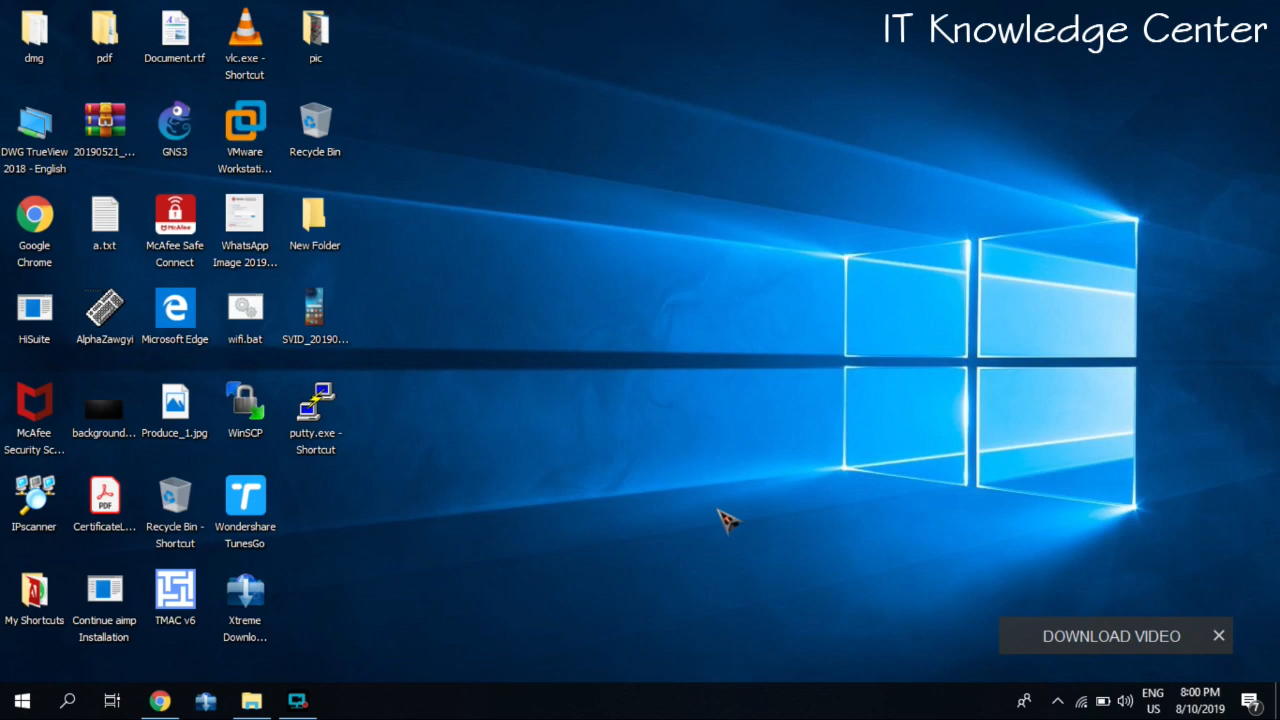 IT Knowledge Center
dmg
pdf
Document.rtf
vlc.exe -
Shortcut
pic
DWG TrueView
2018 - English
20190521_...
GNS3
VMware
Workstati...
Recycle Bin
Google
Chrome
a.txt
McAfee Safe
Connect
WhatsApp
Image 2019...
New Folder
HiSuite
AlphaZawgyi
Microsoft Edge
wifi.bat
SVID_20190...
McAfee
Security Sc...
background...
Produce_1.jpg
WinSCP
putty.exe -
Shortcut
IPscanner
PDF
CertificateL...
Recycle Bin -
Shortcut
Wondershare
TunesGo
My Shortcuts
Continue aimp
Installation
TMAC v6
Xtreme
Downlo...
DOWNLOAD VIDEO
ENG
US
8:00 PM
8/10/2019
7